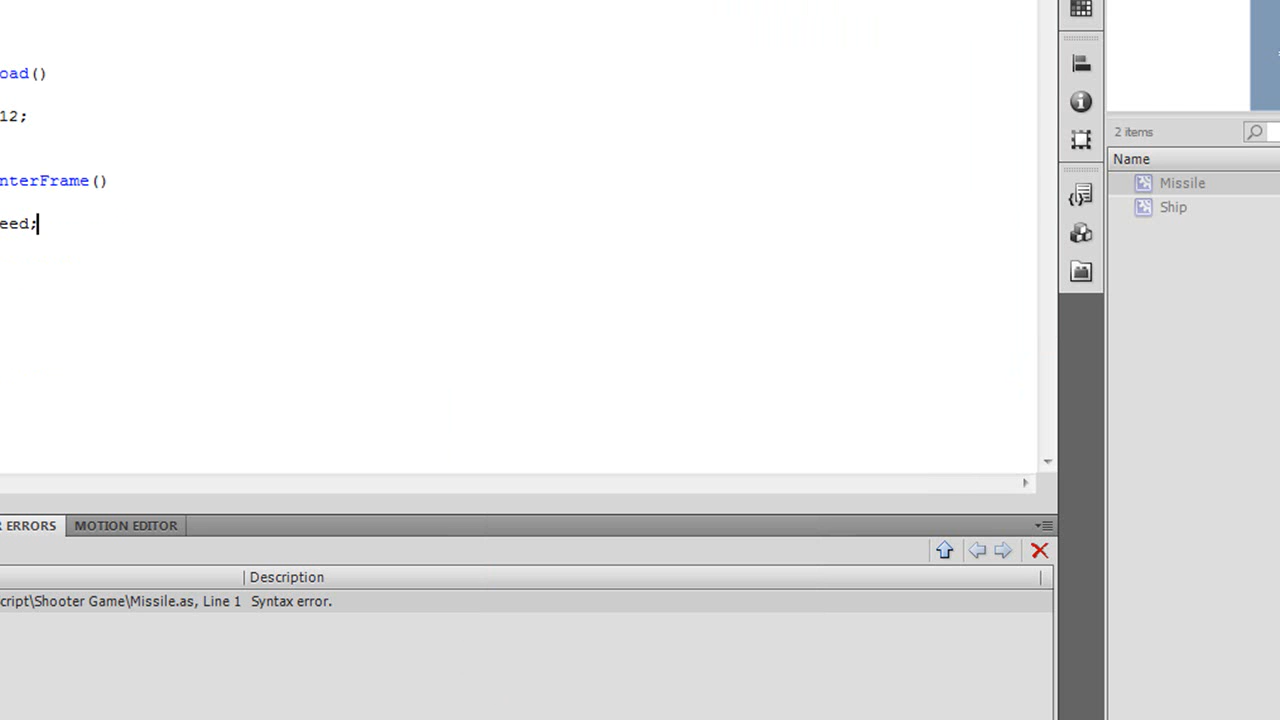 oad()
12;
nterFrame()
eed;
2 items
Name
Missile
Ship
R ERRORS
MOTION EDITOR
Description
cript\Shooter Game\Missile.as, Line 1
Syntax error.